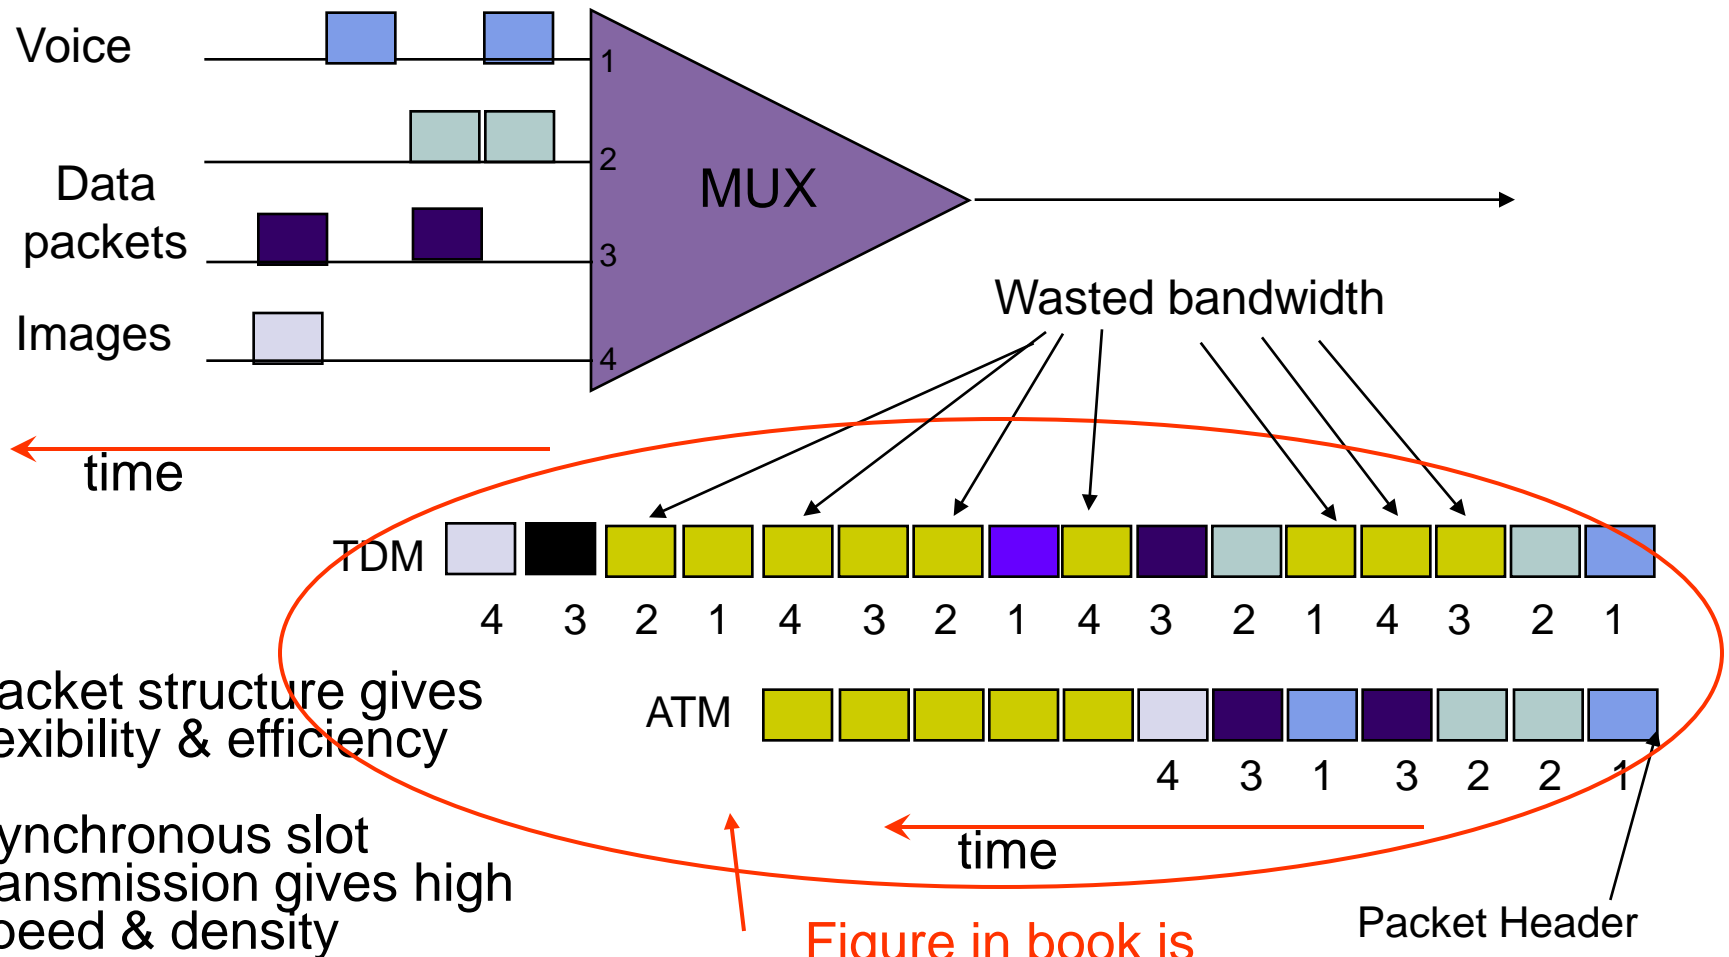 Voice
1
2
Data
packets
MUX
3
Images
4
Wasted bandwidth
time
TDM
4 3 2 1 4 3 2 1 4 3 2 1 4 3 2 1
acket structure gives
exibility & efficiency
ATM
4 3 1 3 2 2 1
ynchronous slot
ansmission gives high
peed & density
time
Packet Header
Figure in book is